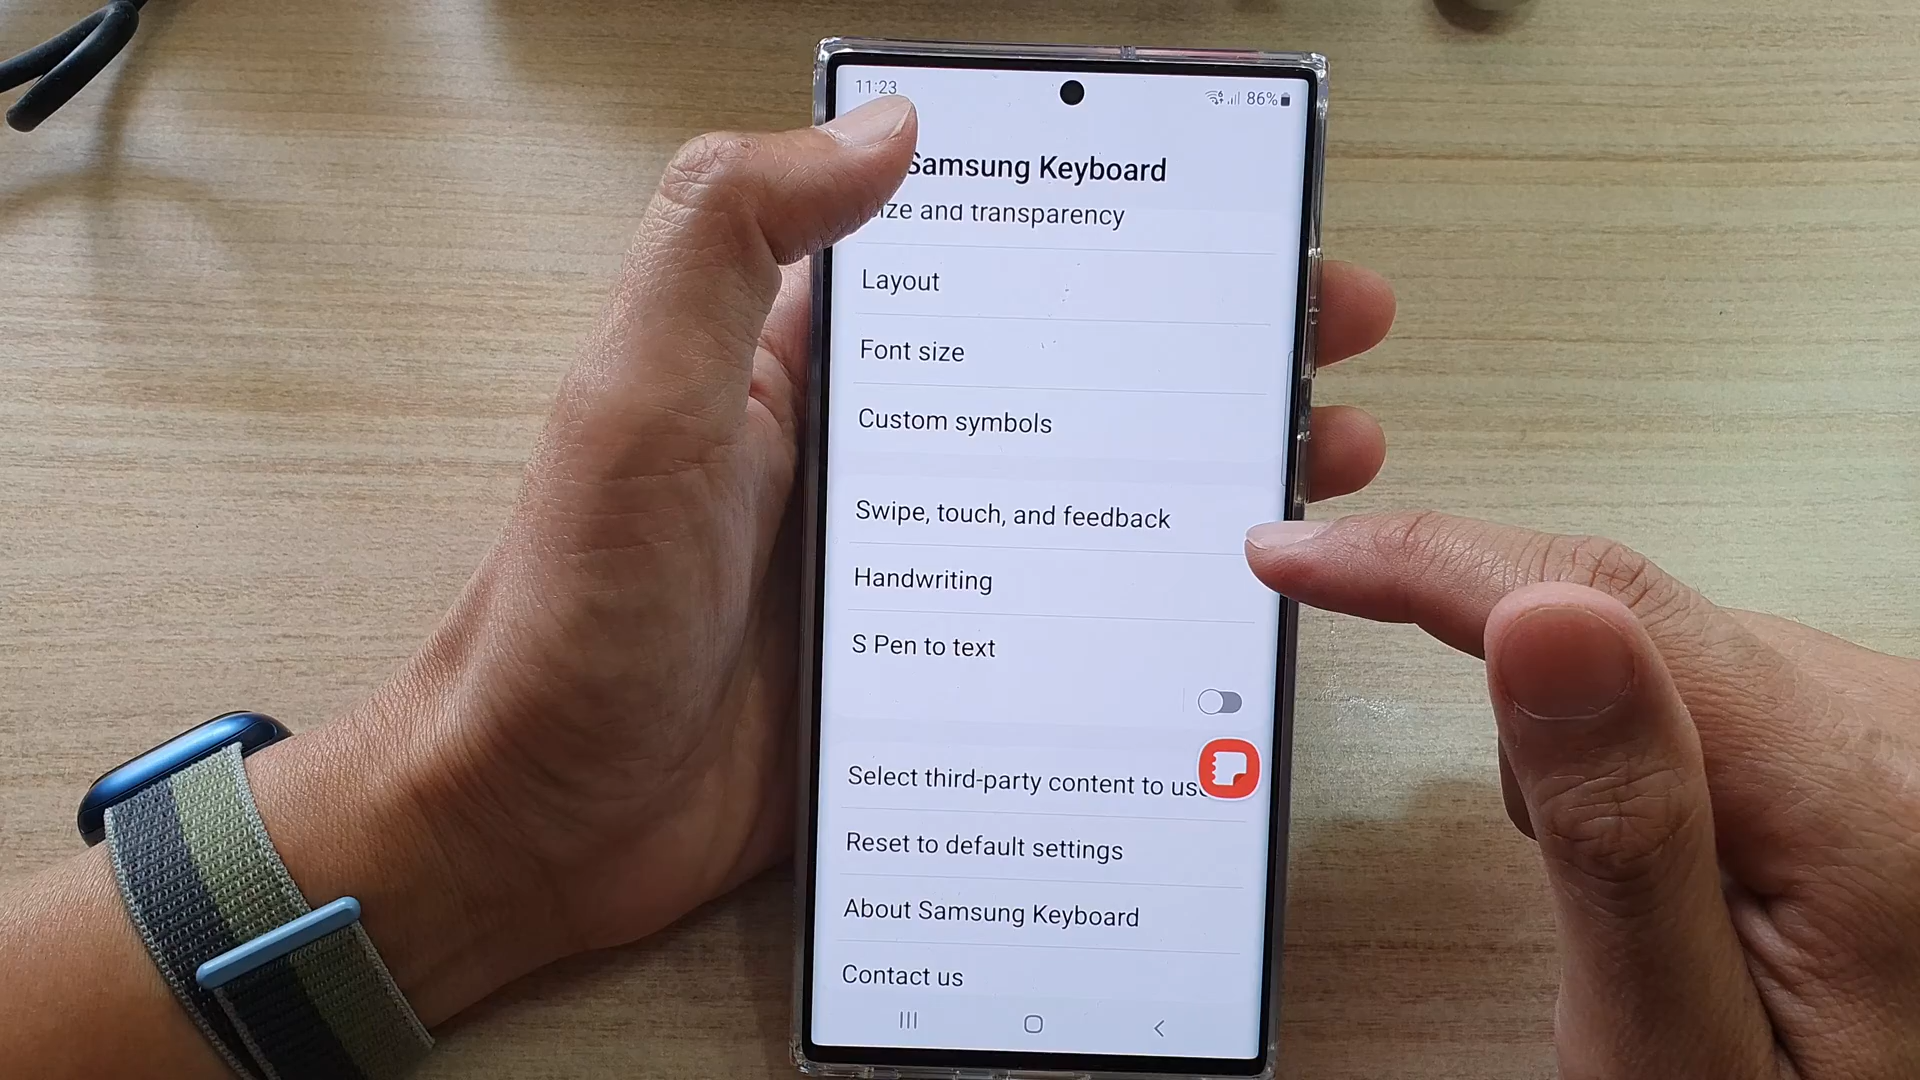 11:23
86%
Samsung Keyboard
ize and transparency
Layout
Font size
Custom symbols
Swipe, touch, and feedback
Handwriting
S Pen to text
Select third-party content to us
Reset to default settings
About Samsung Keyboard
Contact us